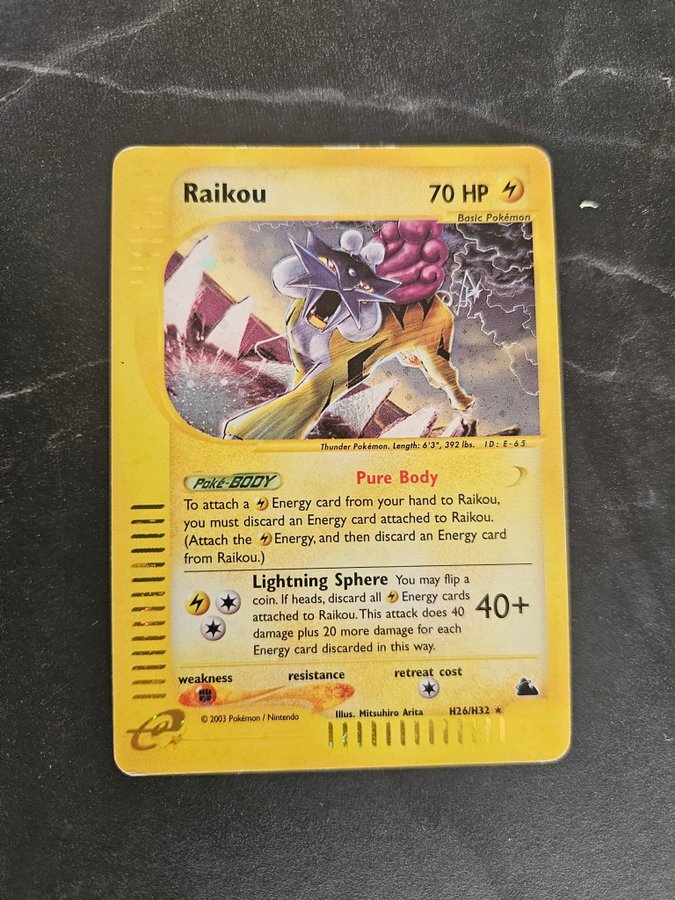 Raikou
70 HP
Basic Pokémon
Thunder Pokémon. Length: 6'3", 392 lbs. ID: E-65
Poké-BODY Pure Body
To attach a Energy card from your hand to Raikou,
you must discard an Energy card attached to Raikou.
(Attach the Energy, and then discard an Energy card
from Raikou.)
Lightning Sphere You may flip a
coin. If heads, discard all Energy cards
attached to Raikou. This attack does 40
damage plus 20 more damage for each
Energy card discarded in this way.
40+
weakness resistance retreat cost
© 2003 Pokémon / Nintendo
Illus. Mitsuhiro Arita H26/H32 ★